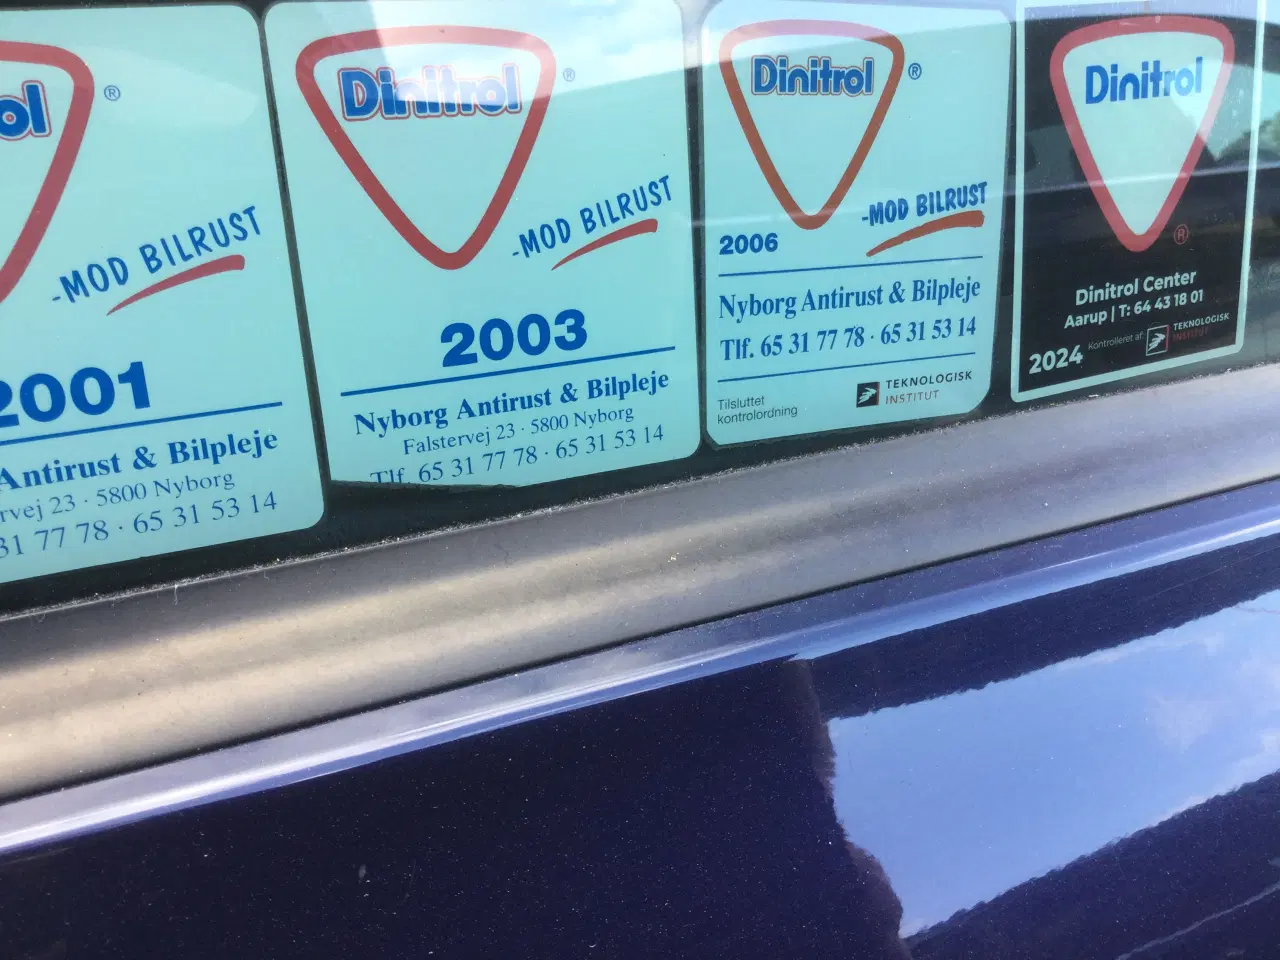 ol ®
-MOD BILRUST
2001
Antirust & Bilpleje
rvej 23 · 5800 Nyborg
31 77 78 · 65 31 53 14
Dinitrol ®
-MOD BILRUST
2003
Nyborg Antirust & Bilpleje
Falstervej 23 · 5800 Nyborg
Tlf. 65 31 77 78 · 65 31 53 14
Dinitrol ®
-MOD BILRUST
2006
Nyborg Antirust & Bilpleje
Tlf. 65 31 77 78 · 65 31 53 14
Tilsluttet
kontrolordning
TEKNOLOGISK
INSTITUT
Dinitrol
®
Dinitrol Center
Aarup | T: 64 43 18 01
2024
Kontrolleret af:
TEKNOLOGISK
INSTITUT